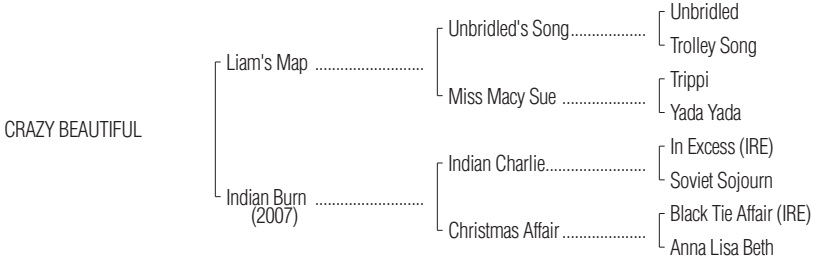 Unbridled
Unbridled's Song..................
Trolley Song
Liam's Map ..........................
Trippi
Miss Macy Sue ....................
Yada Yada
CRAZY BEAUTIFUL
In Excess (IRE)
Indian Charlie........................
Soviet Sojourn
Indian Burn ..........................
(2007)
Black Tie Affair (IRE)
Christmas Affair ....................
Anna Lisa Beth